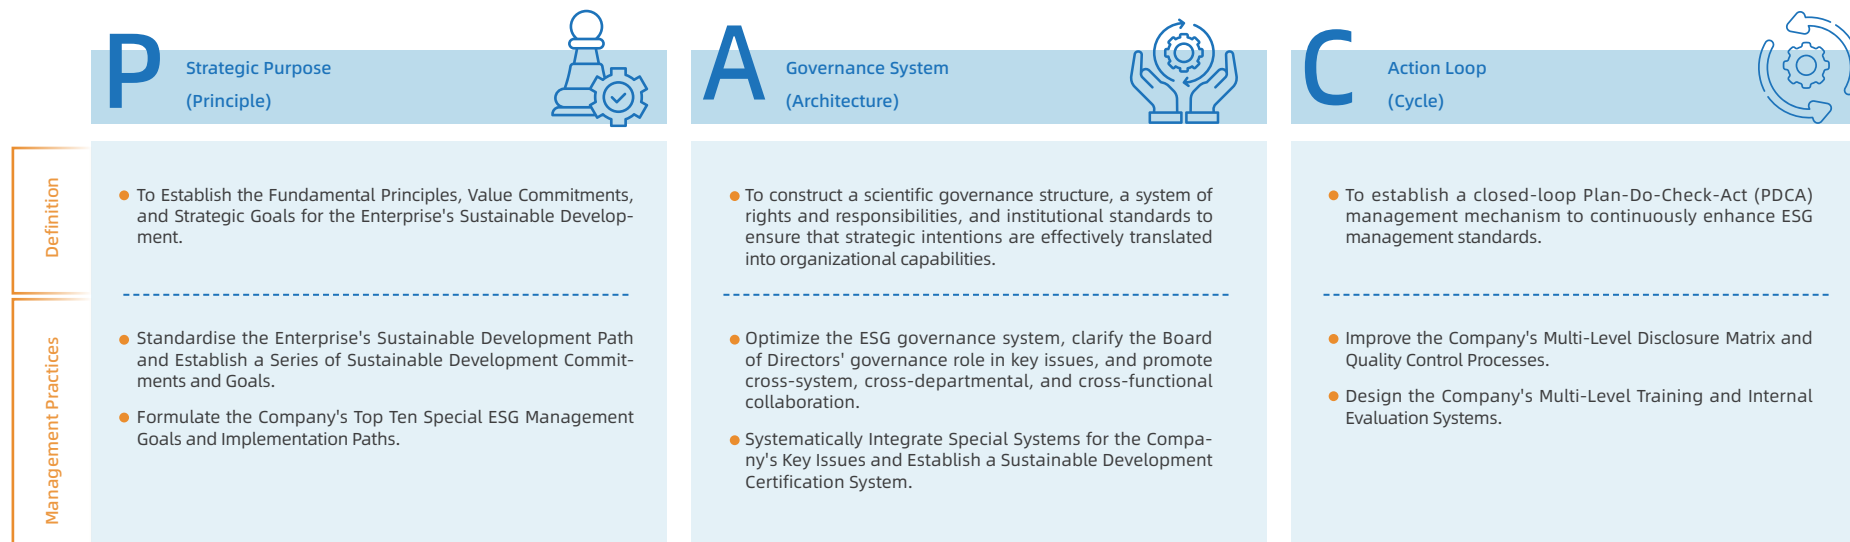 P
Strategic Purpose
(Principle)
A
Governance System
(Architecture)
C
Action Loop
(Cycle)
Definition
To Establish the Fundamental Principles, Value Commitments,
and Strategic Goals for the Enterprise's Sustainable Develop-
ment.
To construct a scientific governance structure, a system of
rights and responsibilities, and institutional standards to
ensure that strategic intentions are effectively translated
into organizational capabilities.
To establish a closed-loop Plan-Do-Check-Act (PDCA)
management mechanism to continuously enhance ESG
management standards.
Management Practices
Standardise the Enterprise's Sustainable Development Path
and Establish a Series of Sustainable Development Commit-
ments and Goals.
Formulate the Company's Top Ten Special ESG Management
Goals and Implementation Paths.
Optimize the ESG governance system, clarify the Board
of Directors' governance role in key issues, and promote
cross-system, cross-departmental, and cross-functional
collaboration.
Systematically Integrate Special Systems for the Compa-
ny's Key Issues and Establish a Sustainable Development
Certification System.
Improve the Company's Multi-Level Disclosure Matrix and
Quality Control Processes.
Design the Company's Multi-Level Training and Internal
Evaluation Systems.